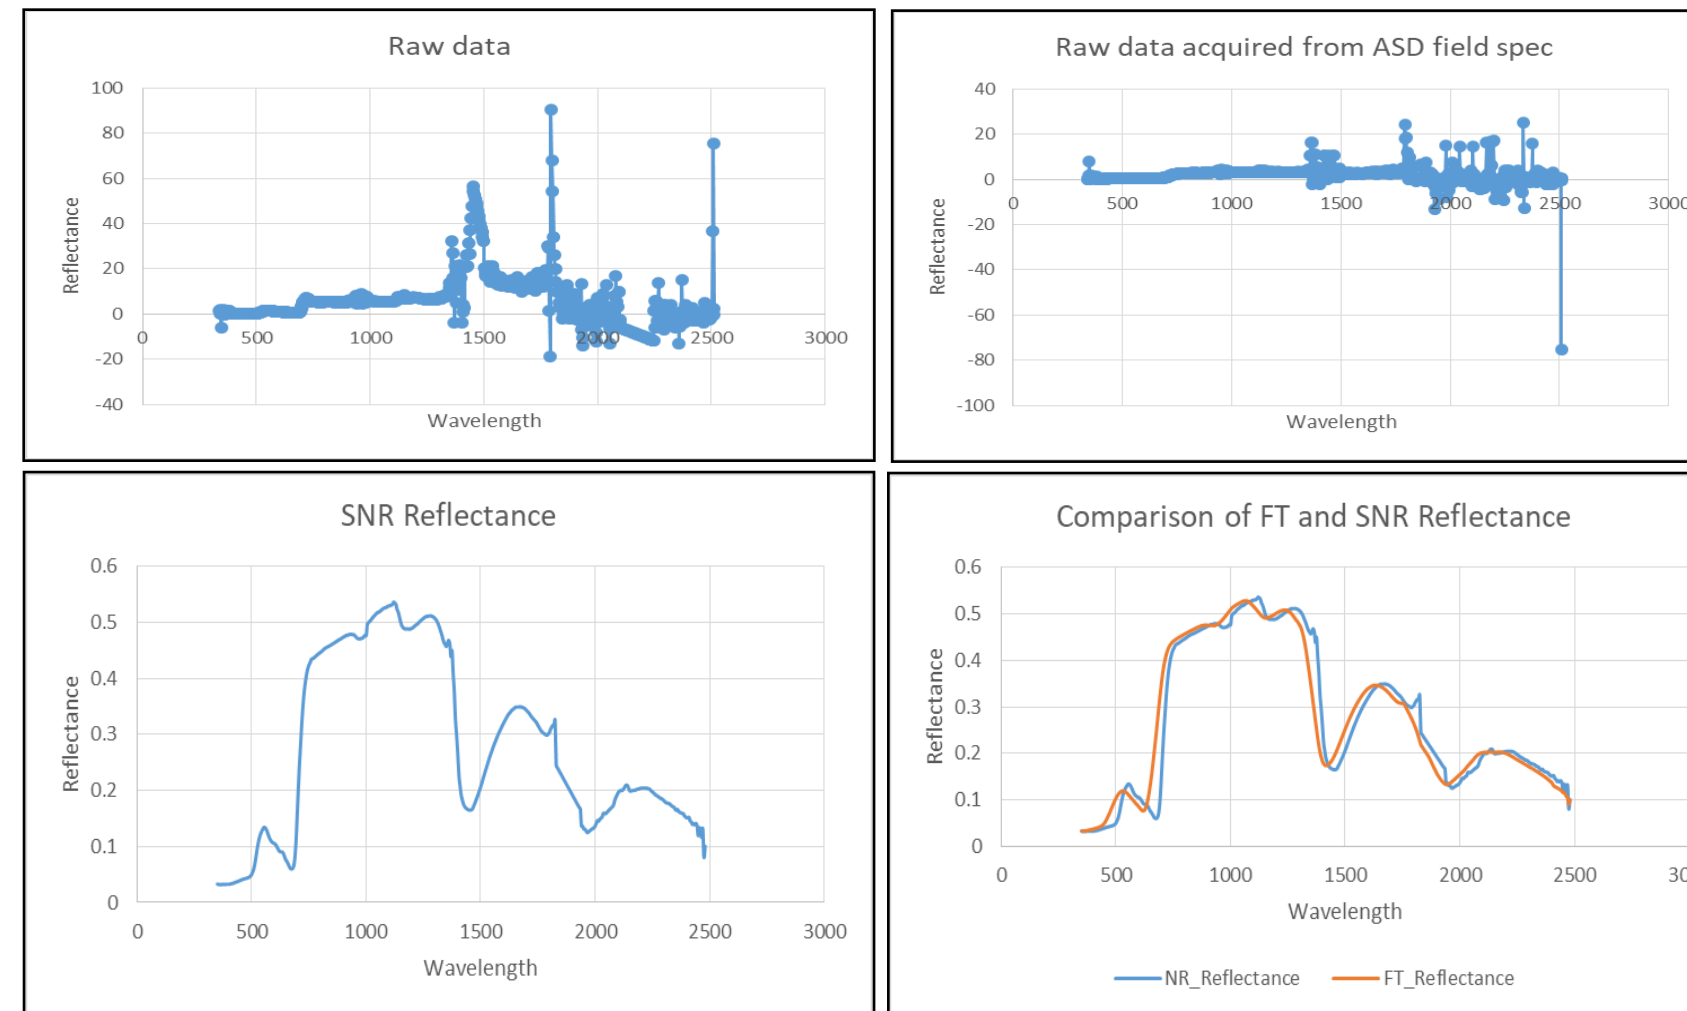 Raw data
100
80
60
40
20
0
-20
-40
0 500 1000 1500 2000 2500 3000
Reflectance
Wavelength
Raw data acquired from ASD field spec
40
20
0
-20
-40
-60
-80
-100
0 500 1000 1500 2000 2500 3000
Reflectance
Wavelength
SNR Reflectance
0.6
0.5
0.4
0.3
0.2
0.1
0
0 500 1000 1500 2000 2500 3000
Reflectance
Wavelength
Comparison of FT and SNR Reflectance
0.6
0.5
0.4
0.3
0.2
0.1
0
0 500 1000 1500 2000 2500 30
Reflectance
Wavelength
NR_Reflectance FT_Reflectance